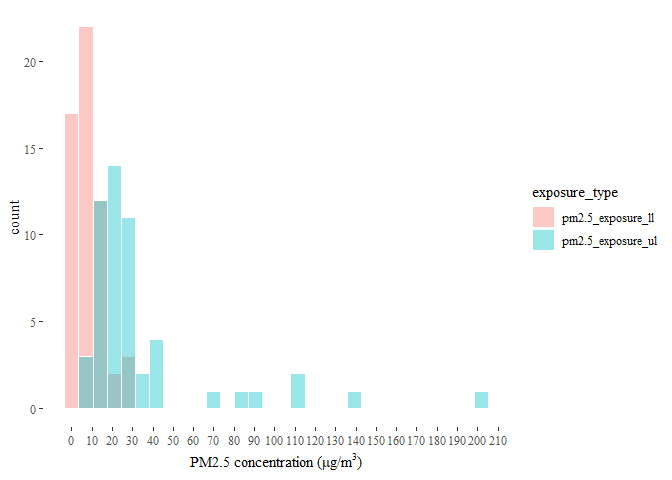 20
15
10
5
0
count
0 10 20 30 40 50 60 70 80 90 100 110 120 130 140 150 160 170 180 190 200 210
PM2.5 concentration (µg/m³)
exposure_type
pm2.5_exposure_ll
pm2.5_exposure_ul